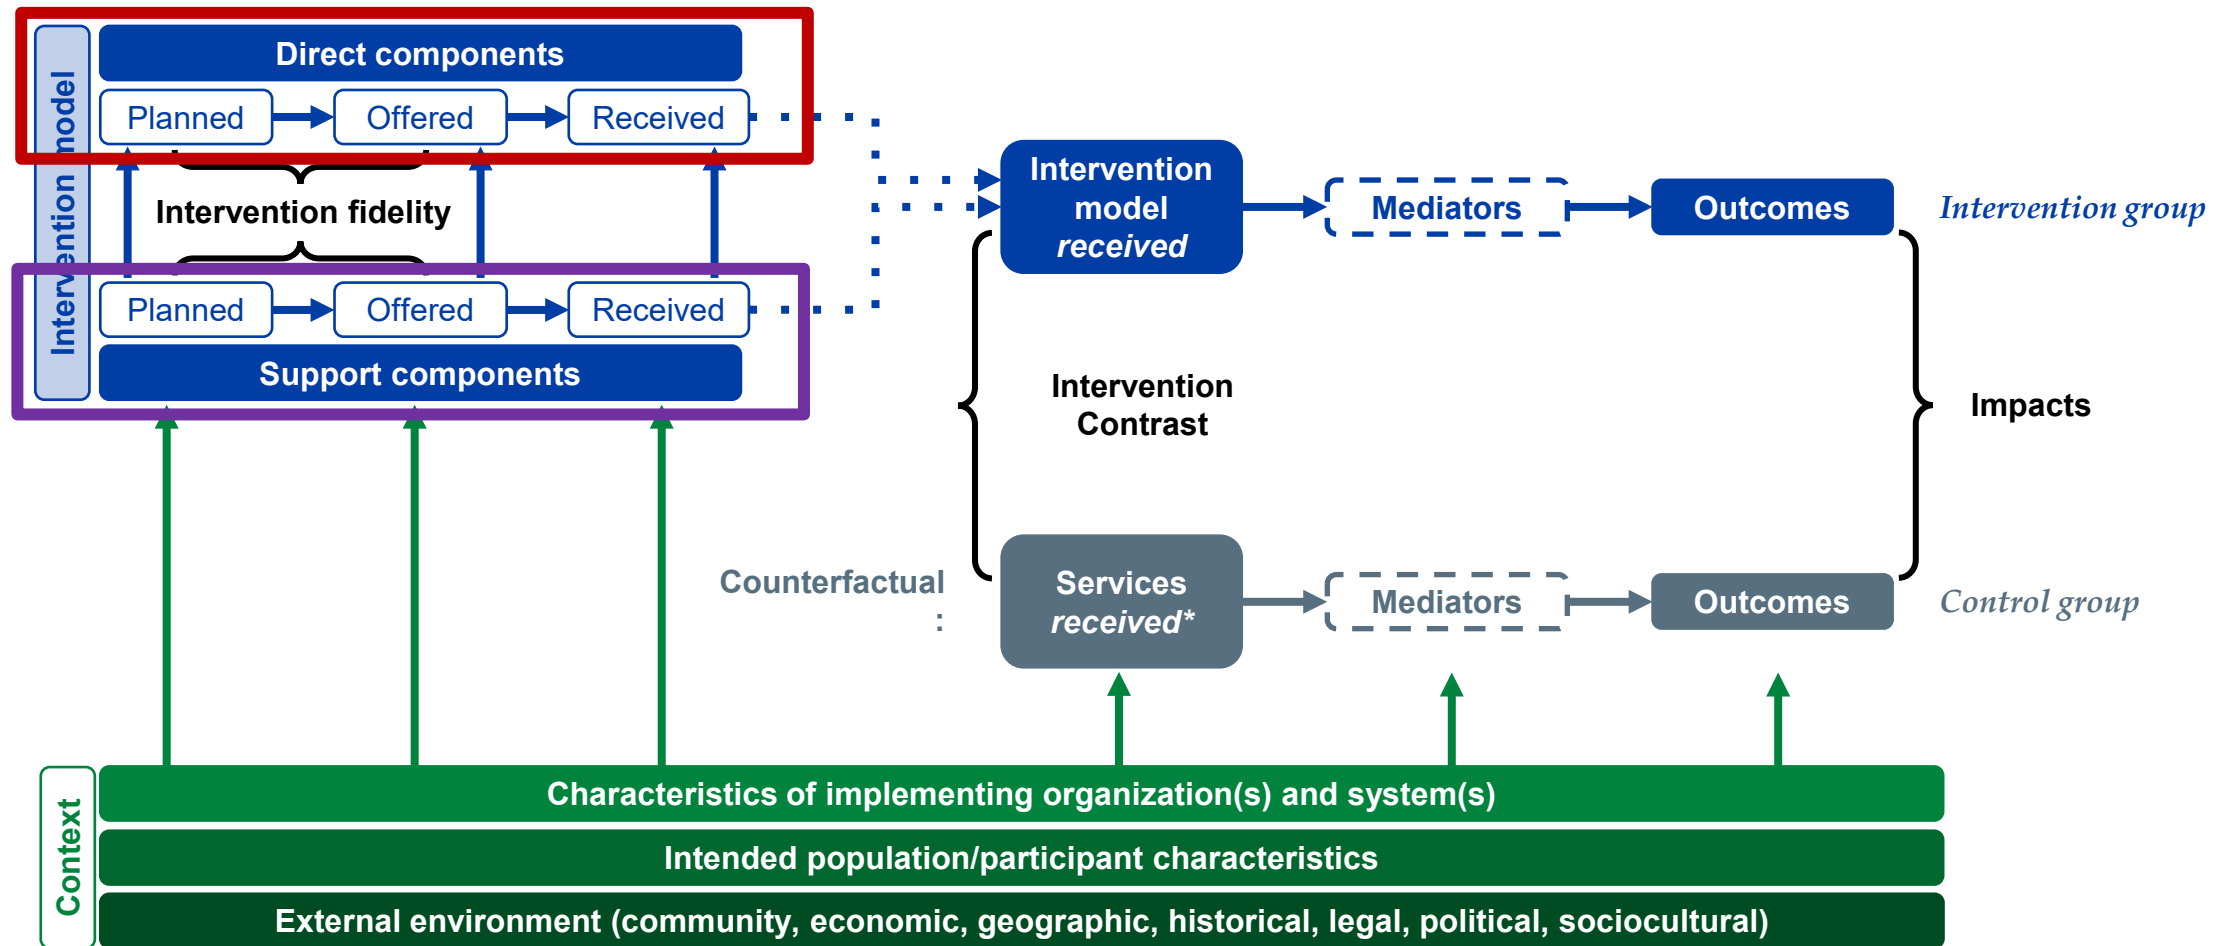 Intervention model
Direct components
Planned
Offered
Received
Intervention fidelity
Planned
Offered
Received
Support components
Intervention
model
received
Mediators
Outcomes
Intervention group
Intervention
Contrast
Impacts
Counterfactual
:
Services
received*
Mediators
Outcomes
Control group
Context
Characteristics of implementing organization(s) and system(s)
Intended population/participant characteristics
External environment (community, economic, geographic, historical, legal, political, sociocultural)